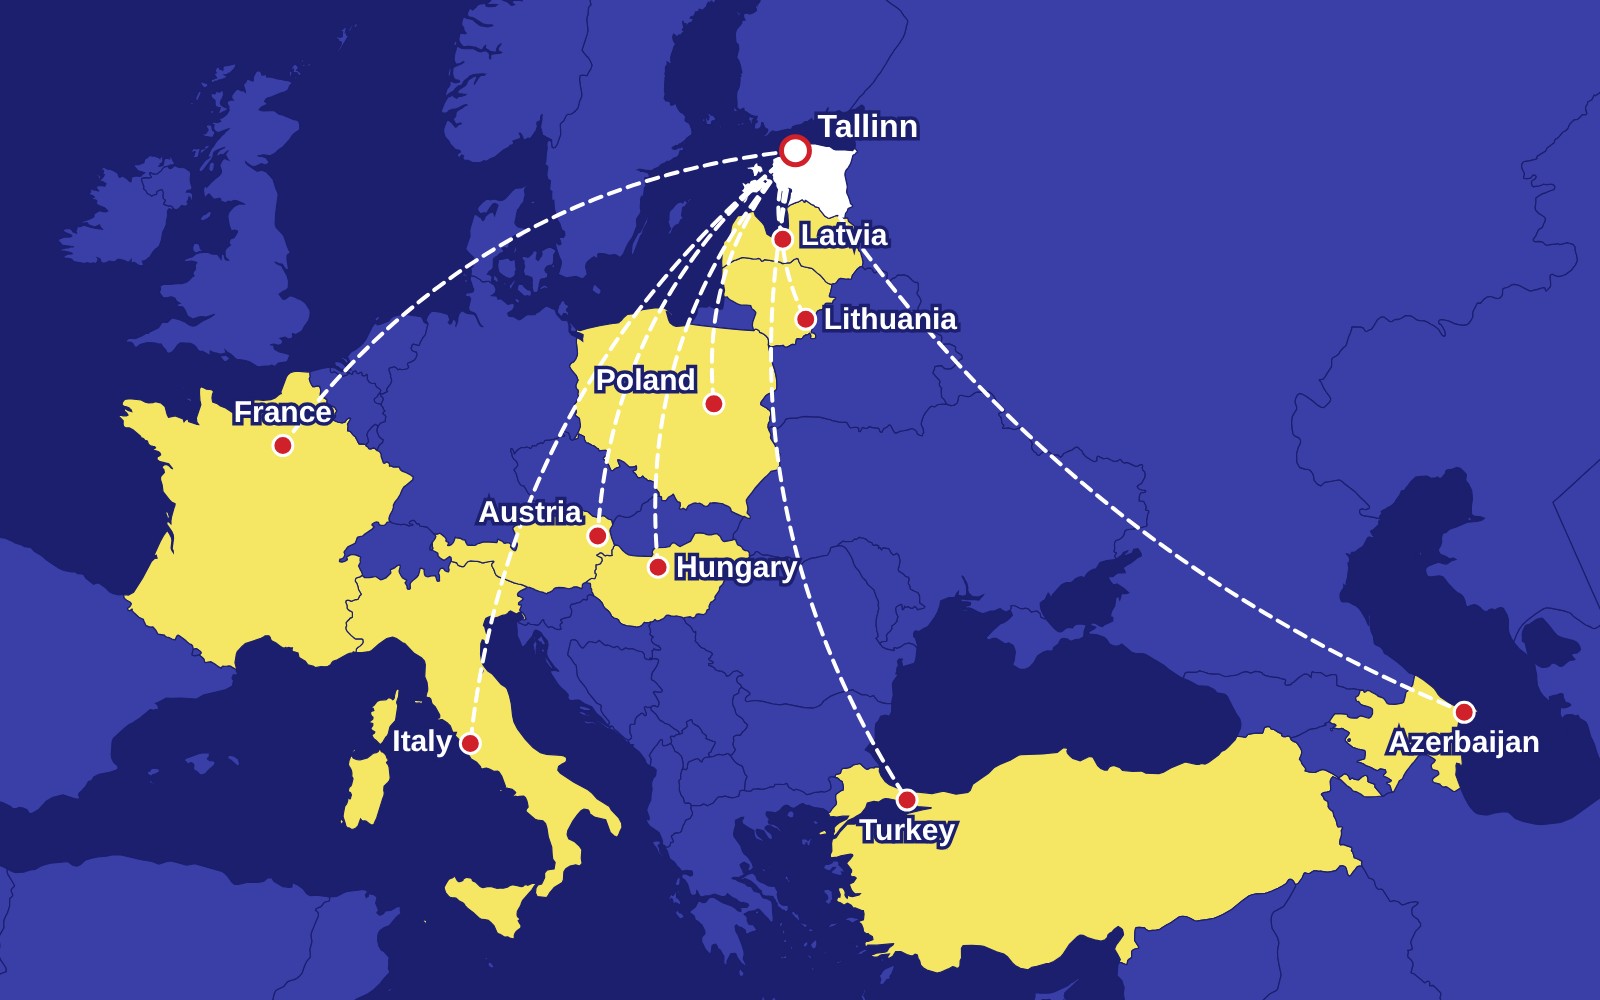 Tallinn
Latvia
Lithuania
Poland
France
Austria
Hungary
Italy
Azerbaijan
Turkey